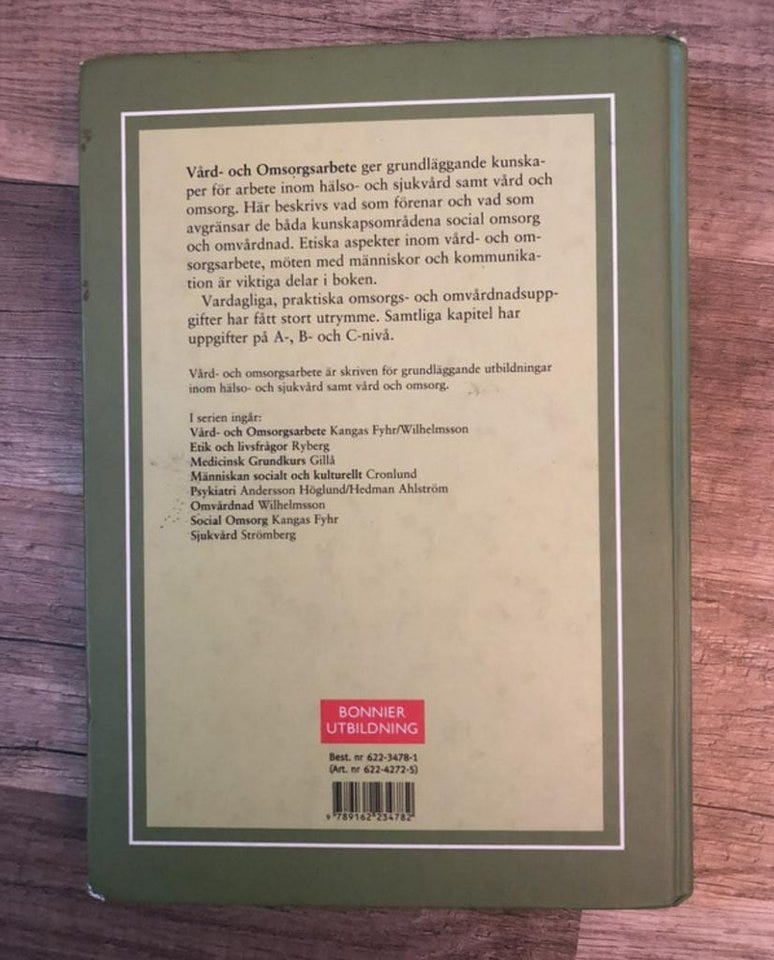 Vård- och Omsorgsarbete ger grundläggande kunska-
per för arbete inom hälso- och sjukvård samt vård och
omsorg. Här beskrivs vad som förenar och vad som
avgränsar de båda kunskapsområdena social omsorg
och omvårdnad. Etiska aspekter inom vård- och om-
sorgsarbete, möten med människor och kommunika-
tion är viktiga delar i boken.
Vardagliga, praktiska omsorgs- och omvårdnadsupp-
gifter har fått stort utrymme. Samtliga kapitel har
uppgifter på A-, B- och C-nivå.
Vård- och omsorgsarbete är skriven för grundläggande utbildningar
inom hälso- och sjukvård samt vård och omsorg.
I serien ingår:
Vård- och Omsorgsarbete Kangas Fyhr/Wilhelmsson
Etik och livsfrågor Ryberg
Medicinsk Grundkurs Gillå
Människan socialt och kulturellt Cronlund
Psykiatri Andersson Höglund/Hedman Ahlström
Omvårdnad Wilhelmsson
Social Omsorg Kangas Fyhr
Sjukvård Strömberg
BONNIER
UTBILDNING
Best. nr 622-3478-1
(Art. nr 622-4272-5)
9 789162 234782